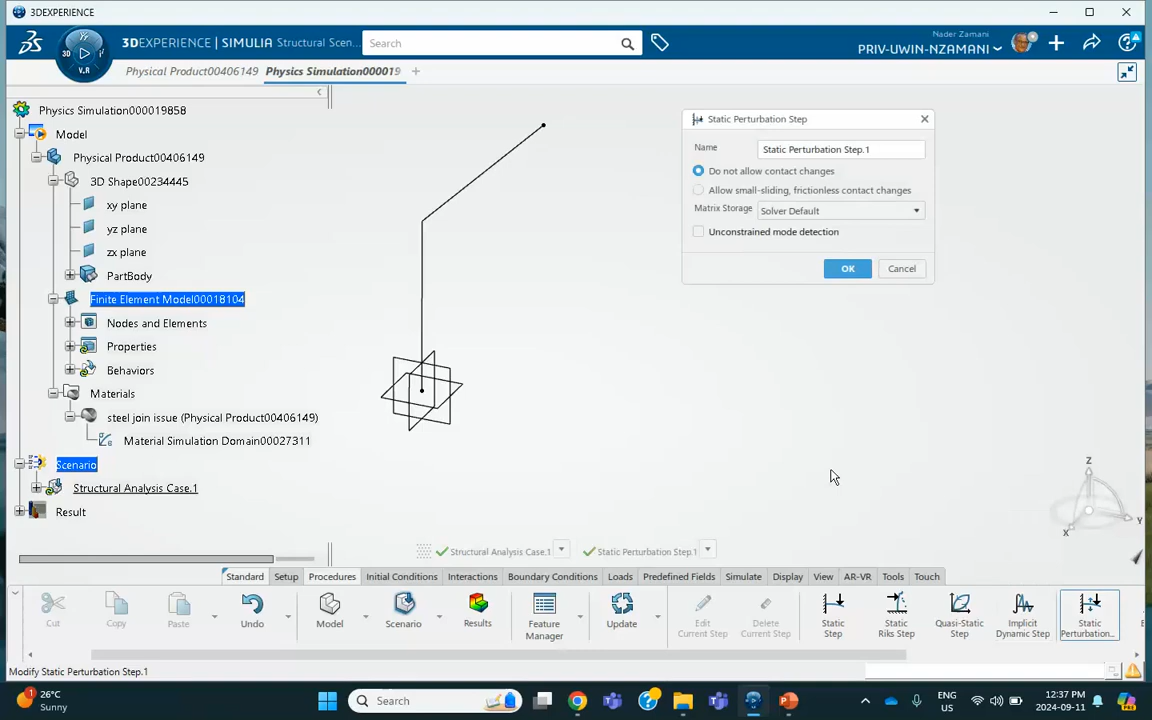 3DEXPERIENCE
3DEXPERIENCE | SIMULIA Structural Scen...
Search
Nader Zamani
PRIV-UWIN-NZAMANI
3D
V.R
Physical Product00406149
Physics Simulation000019
Physics Simulation000019858
Model
Physical Product00406149
3D Shape00234445
xy plane
yz plane
zx plane
PartBody
Finite Element Model00018104
Nodes and Elements
Properties
Behaviors
Materials
steel join issue (Physical Product00406149)
Material Simulation Domain00027311
Scenario
Structural Analysis Case.1
Result
Static Perturbation Step
Name
Static Perturbation Step.1
Do not allow contact changes
Allow small-sliding, frictionless contact changes
Matrix Storage
Solver Default
Unconstrained mode detection
OK
Cancel
Z
Y
X
Structural Analysis Case.1
Static Perturbation Step.1
Standard
Setup
Procedures
Initial Conditions
Interactions
Boundary Conditions
Loads
Predefined Fields
Simulate
Display
View
AR-VR
Tools
Touch
Cut
Copy
Paste
Undo
Model
Scenario
Results
Feature Manager
Update
Edit Current Step
Delete Current Step
Static Step
Static Riks Step
Quasi-Static Step
Implicit Dynamic Step
Static Perturbation...
Modify Static Perturbation Step.1
26°C
Sunny
Search
ENG
US
12:37 PM
2024-09-11